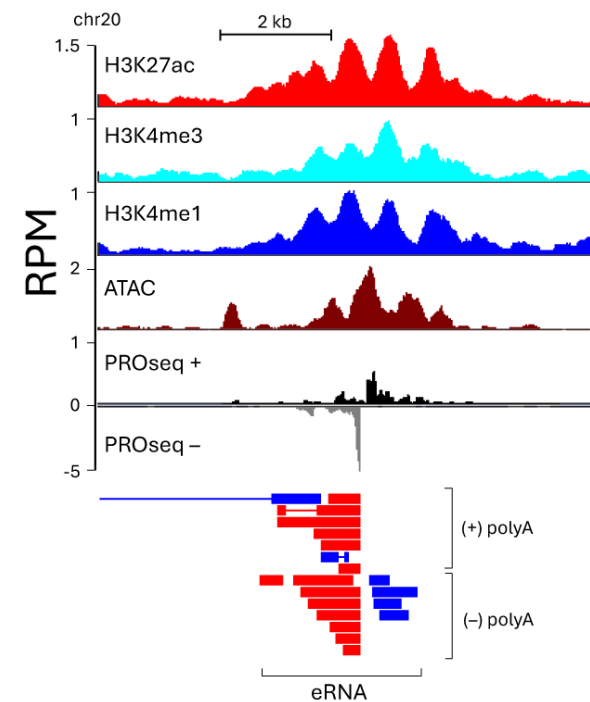 chr20
2 kb
1.5
H3K27ac
1
H3K4me3
1
H3K4me1
RPM
2
ATAC
1
PROseq +
0
PROseq –
-5
(+) polyA
(–) polyA
eRNA